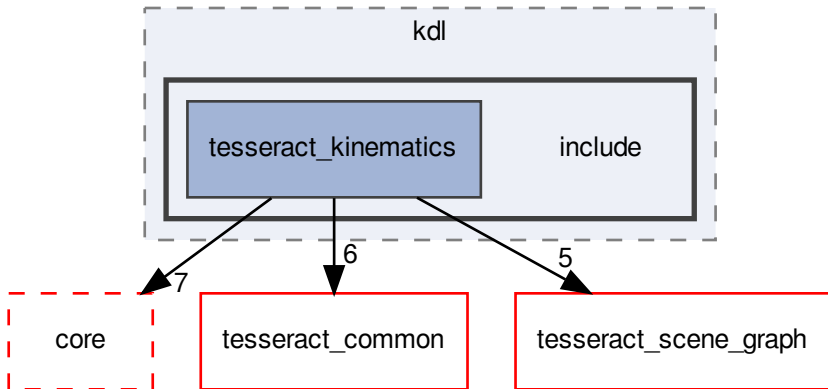 kdl
tesseract_kinematics
include
7
6
5
core
tesseract_common
tesseract_scene_graph